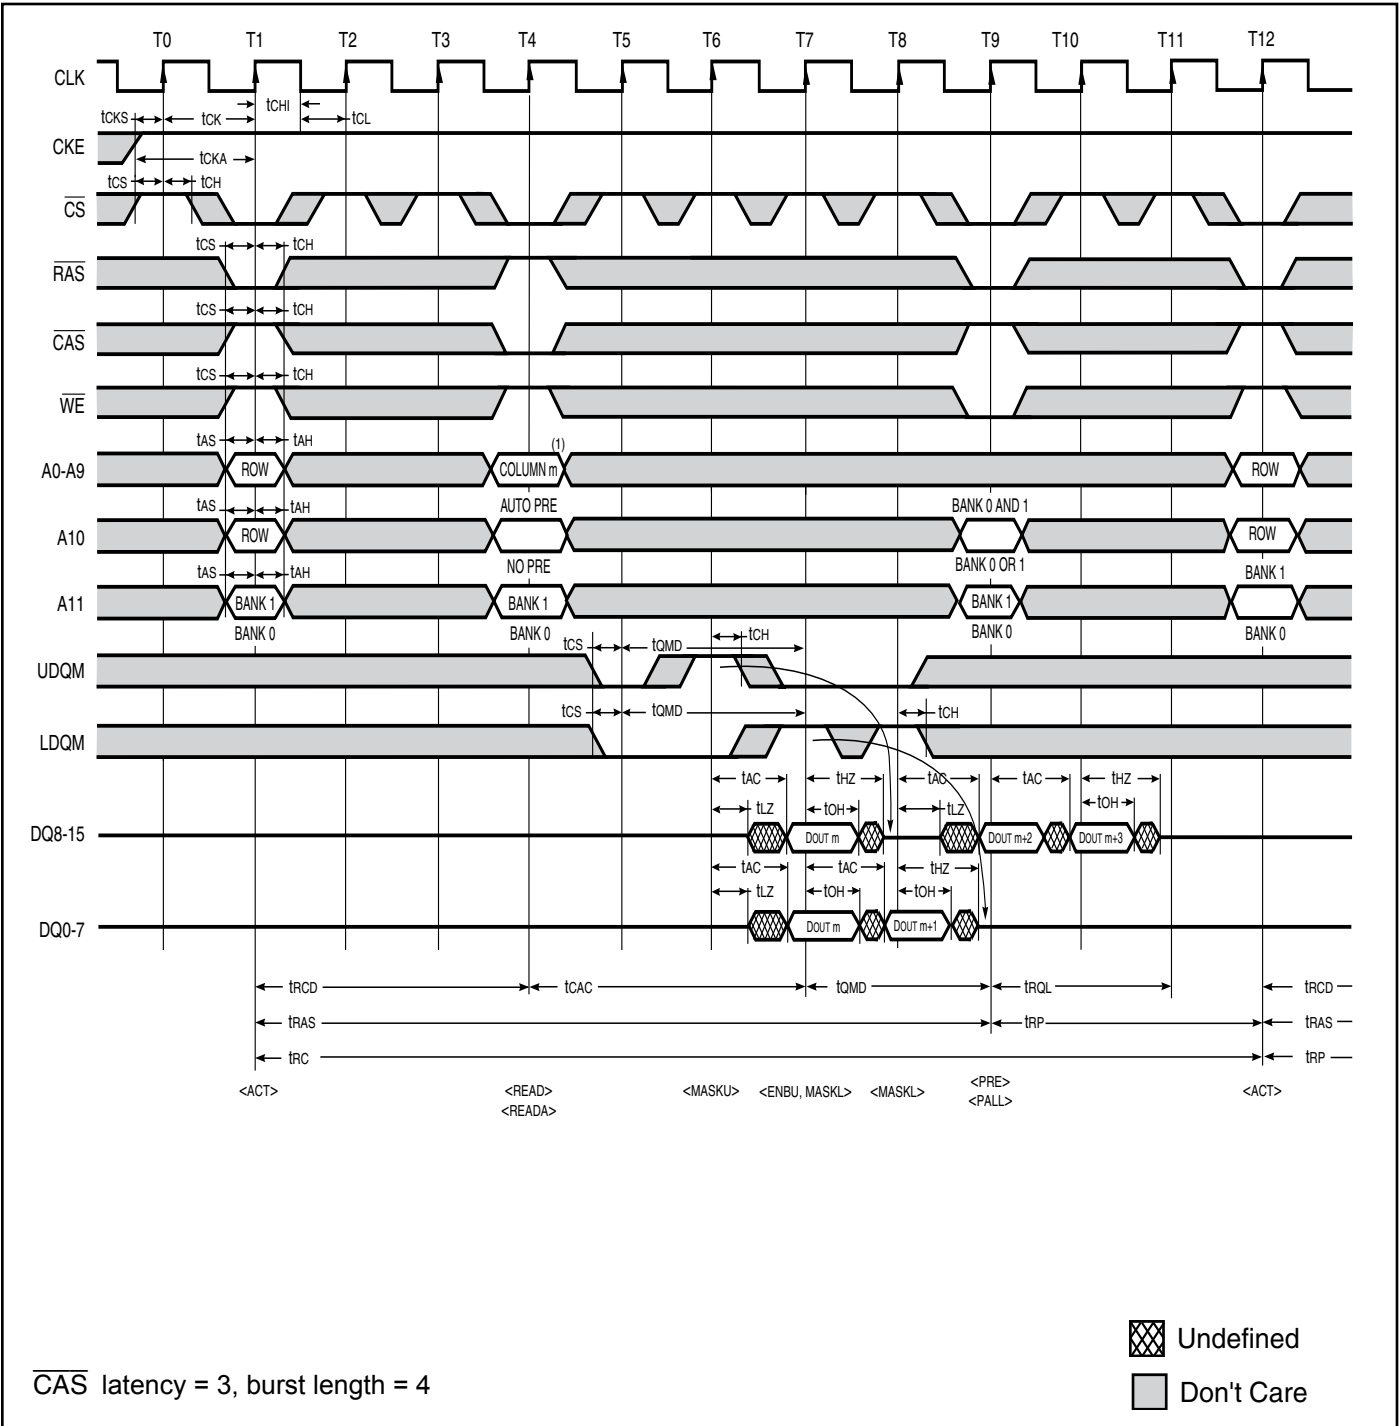 T0 T1 T2 T3 T4 T5 T6 T7 T8 T9 T10 T11 T12
CLK
tCHI
tCKS tCK tCL
CKE
tCKA
tCS tCH
CS
tCS tCH
RAS
tCS tCH
CAS
tCS tCH
WE
tAS tAH (1)
A0-A9 ROW COLUMN m ROW
tAS tAH AUTO PRE BANK 0 AND 1
A10 ROW ROW
tAS tAH NO PRE BANK 0 OR 1 BANK 1
A11 BANK 1 BANK 1 BANK 1
BANK 0 BANK 0 BANK 0 BANK 0
tCS tQMD tCH
UDQM
tCS tQMD tCH
LDQM
tAC tHZ tAC tAC tHZ
tLZ tOH tLZ tOH
DQ8-15 DOUT m DOUT m+2 DOUT m+3
tAC tAC tHZ
tLZ tOH tOH
DQ0-7 DOUT m DOUT m+1
tRCD tCAC tQMD tRQL tRCD
tRAS tRP tRAS
tRC tRP
<ACT> <READ> <MASKU> <ENBU, MASKL> <MASKL> <PRE> <ACT>
<READA> <PALL>
Undefined
CAS latency = 3, burst length = 4
Don't Care